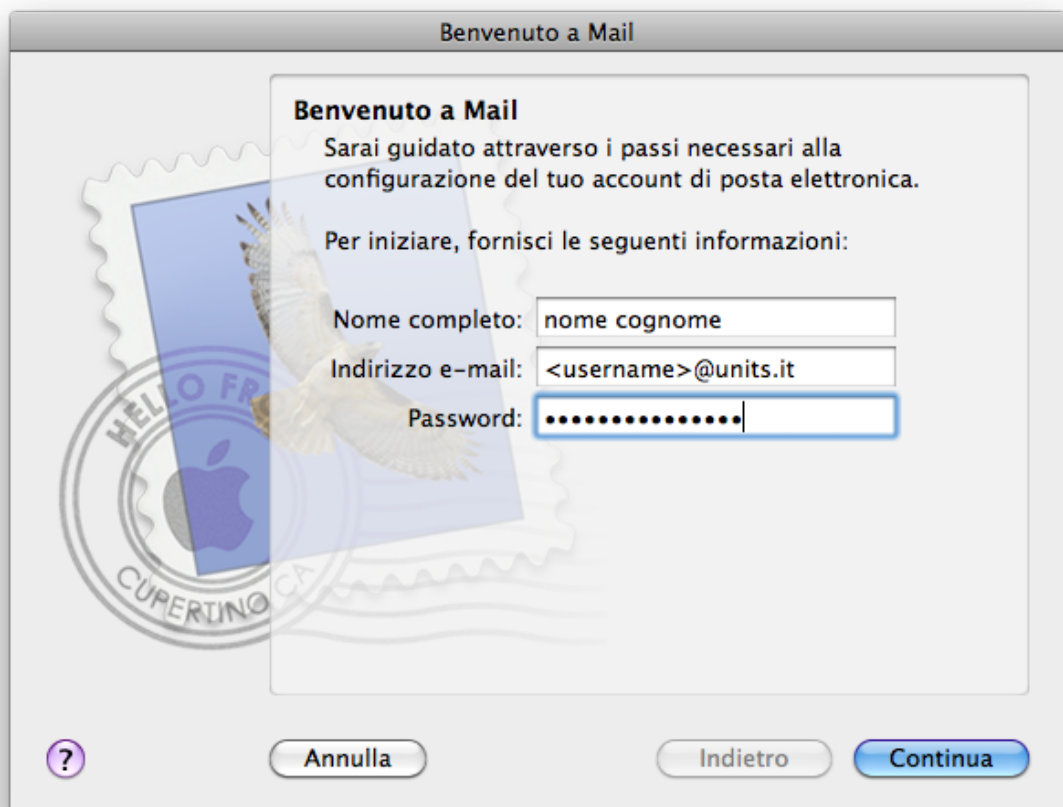 Benvenuto a Mail
Benvenuto a Mail
Sarai guidato attraverso i passi necessari alla
configurazione del tuo account di posta elettronica.
Per iniziare, fornisci le seguenti informazioni:
Nome completo: nome cognome
Indirizzo e-mail: <username>@units.it
Password: •••••••••••••••
HELLO FR
CUPERTINO CA
? Annulla Indietro Continua